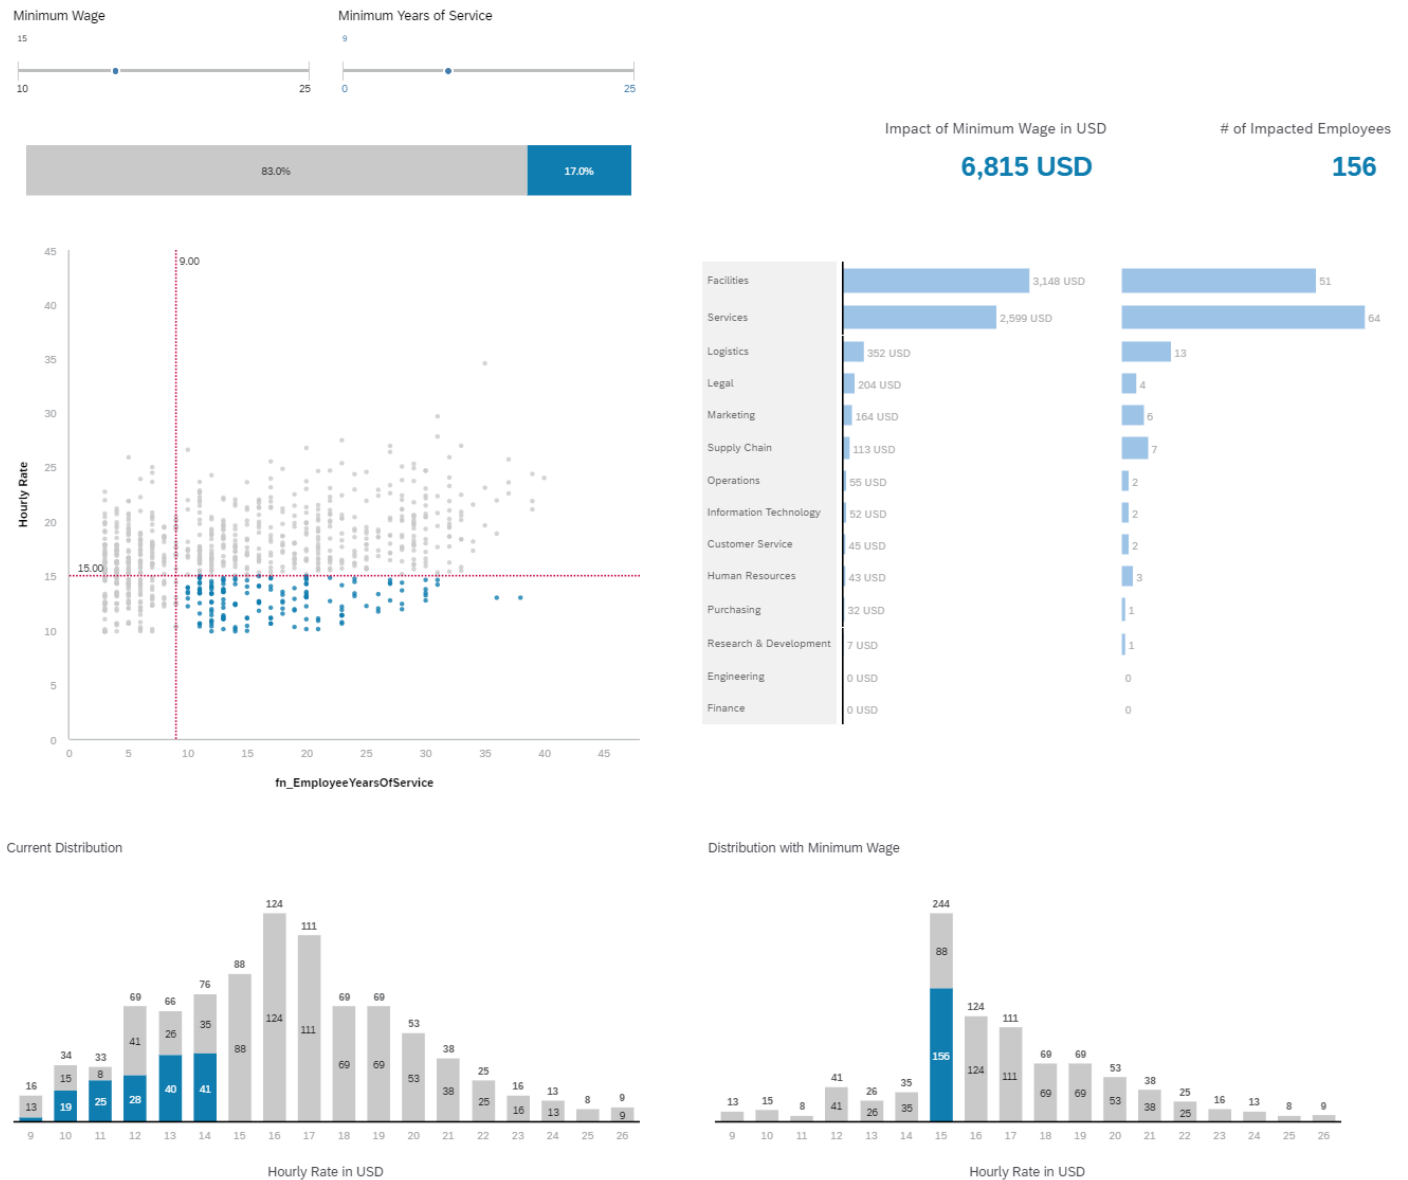 Minimum Wage
Minimum Years of Service
15
9
10
25
0
25
Impact of Minimum Wage in USD
# of Impacted Employees
6,815 USD
156
83.0%
17.0%
45
9.00
40
35
30
25
20
15.00
15
10
5
0
Hourly Rate
0 5 10 15 20 25 30 35 40 45
fn_EmployeeYearsOfService
Facilities 3,148 USD 51
Services 2,599 USD 64
Logistics 352 USD 13
Legal 204 USD 4
Marketing 164 USD 6
Supply Chain 113 USD 7
Operations 55 USD 2
Information Technology 52 USD 2
Customer Service 45 USD 2
Human Resources 43 USD 3
Purchasing 32 USD 1
Research & Development 7 USD 1
Engineering 0 USD 0
Finance 0 USD 0
Current Distribution
124
111
88
76
69 66 69 69
53
34 33 38
16 25 16 13 8 9
13 15 8 41 26 35 88 124 111 69 69 53 38 25 16 13 9
19 25 28 40 41
9 10 11 12 13 14 15 16 17 18 19 20 21 22 23 24 25 26
Hourly Rate in USD
Distribution with Minimum Wage
244
88
156
124
111
69 69
53
41 26 35 38 25
13 15 8 16 13 8 9
41 26 35 124 111 69 69 53 38 25
9 10 11 12 13 14 15 16 17 18 19 20 21 22 23 24 25 26
Hourly Rate in USD